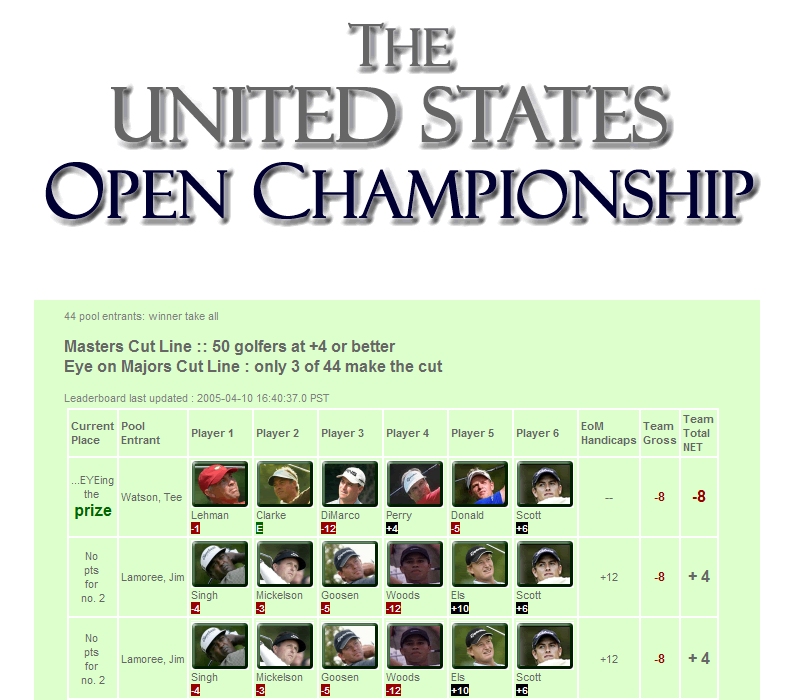 THE
UNITED STATES
OPEN CHAMPIONSHIP
44 pool entrants: winner take all
Masters Cut Line :: 50 golfers at +4 or better
Eye on Majors Cut Line : only 3 of 44 make the cut
Leaderboard last updated : 2005-04-10 16:40:37.0 PST
Current Place Pool Entrant Player 1 Player 2 Player 3 Player 4 Player 5 Player 6 EoM Handicaps Team Gross Team Total NET
...EYEing the prize Watson, Tee Lehman -1 Clarke E DiMarco -12 Perry +4 Donald -5 Scott +6 -- -8 -8
No pts for no. 2 Lamoree, Jim Singh -4 Mickelson -3 Goosen -5 Woods -12 Els +10 Scott +6 +12 -8 + 4
No pts for no. 2 Lamoree, Jim Singh -4 Mickelson -3 Goosen -5 Woods -12 Els +10 Scott +6 +12 -8 + 4